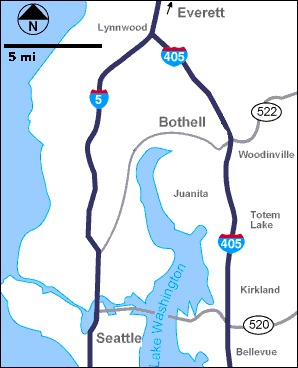 N
Everett
Lynnwood
5 mi
405
5
522
Bothell
Woodinville
Juanita
Totem
Lake
405
Lake Washington
Kirkland
520
Seattle
Bellevue